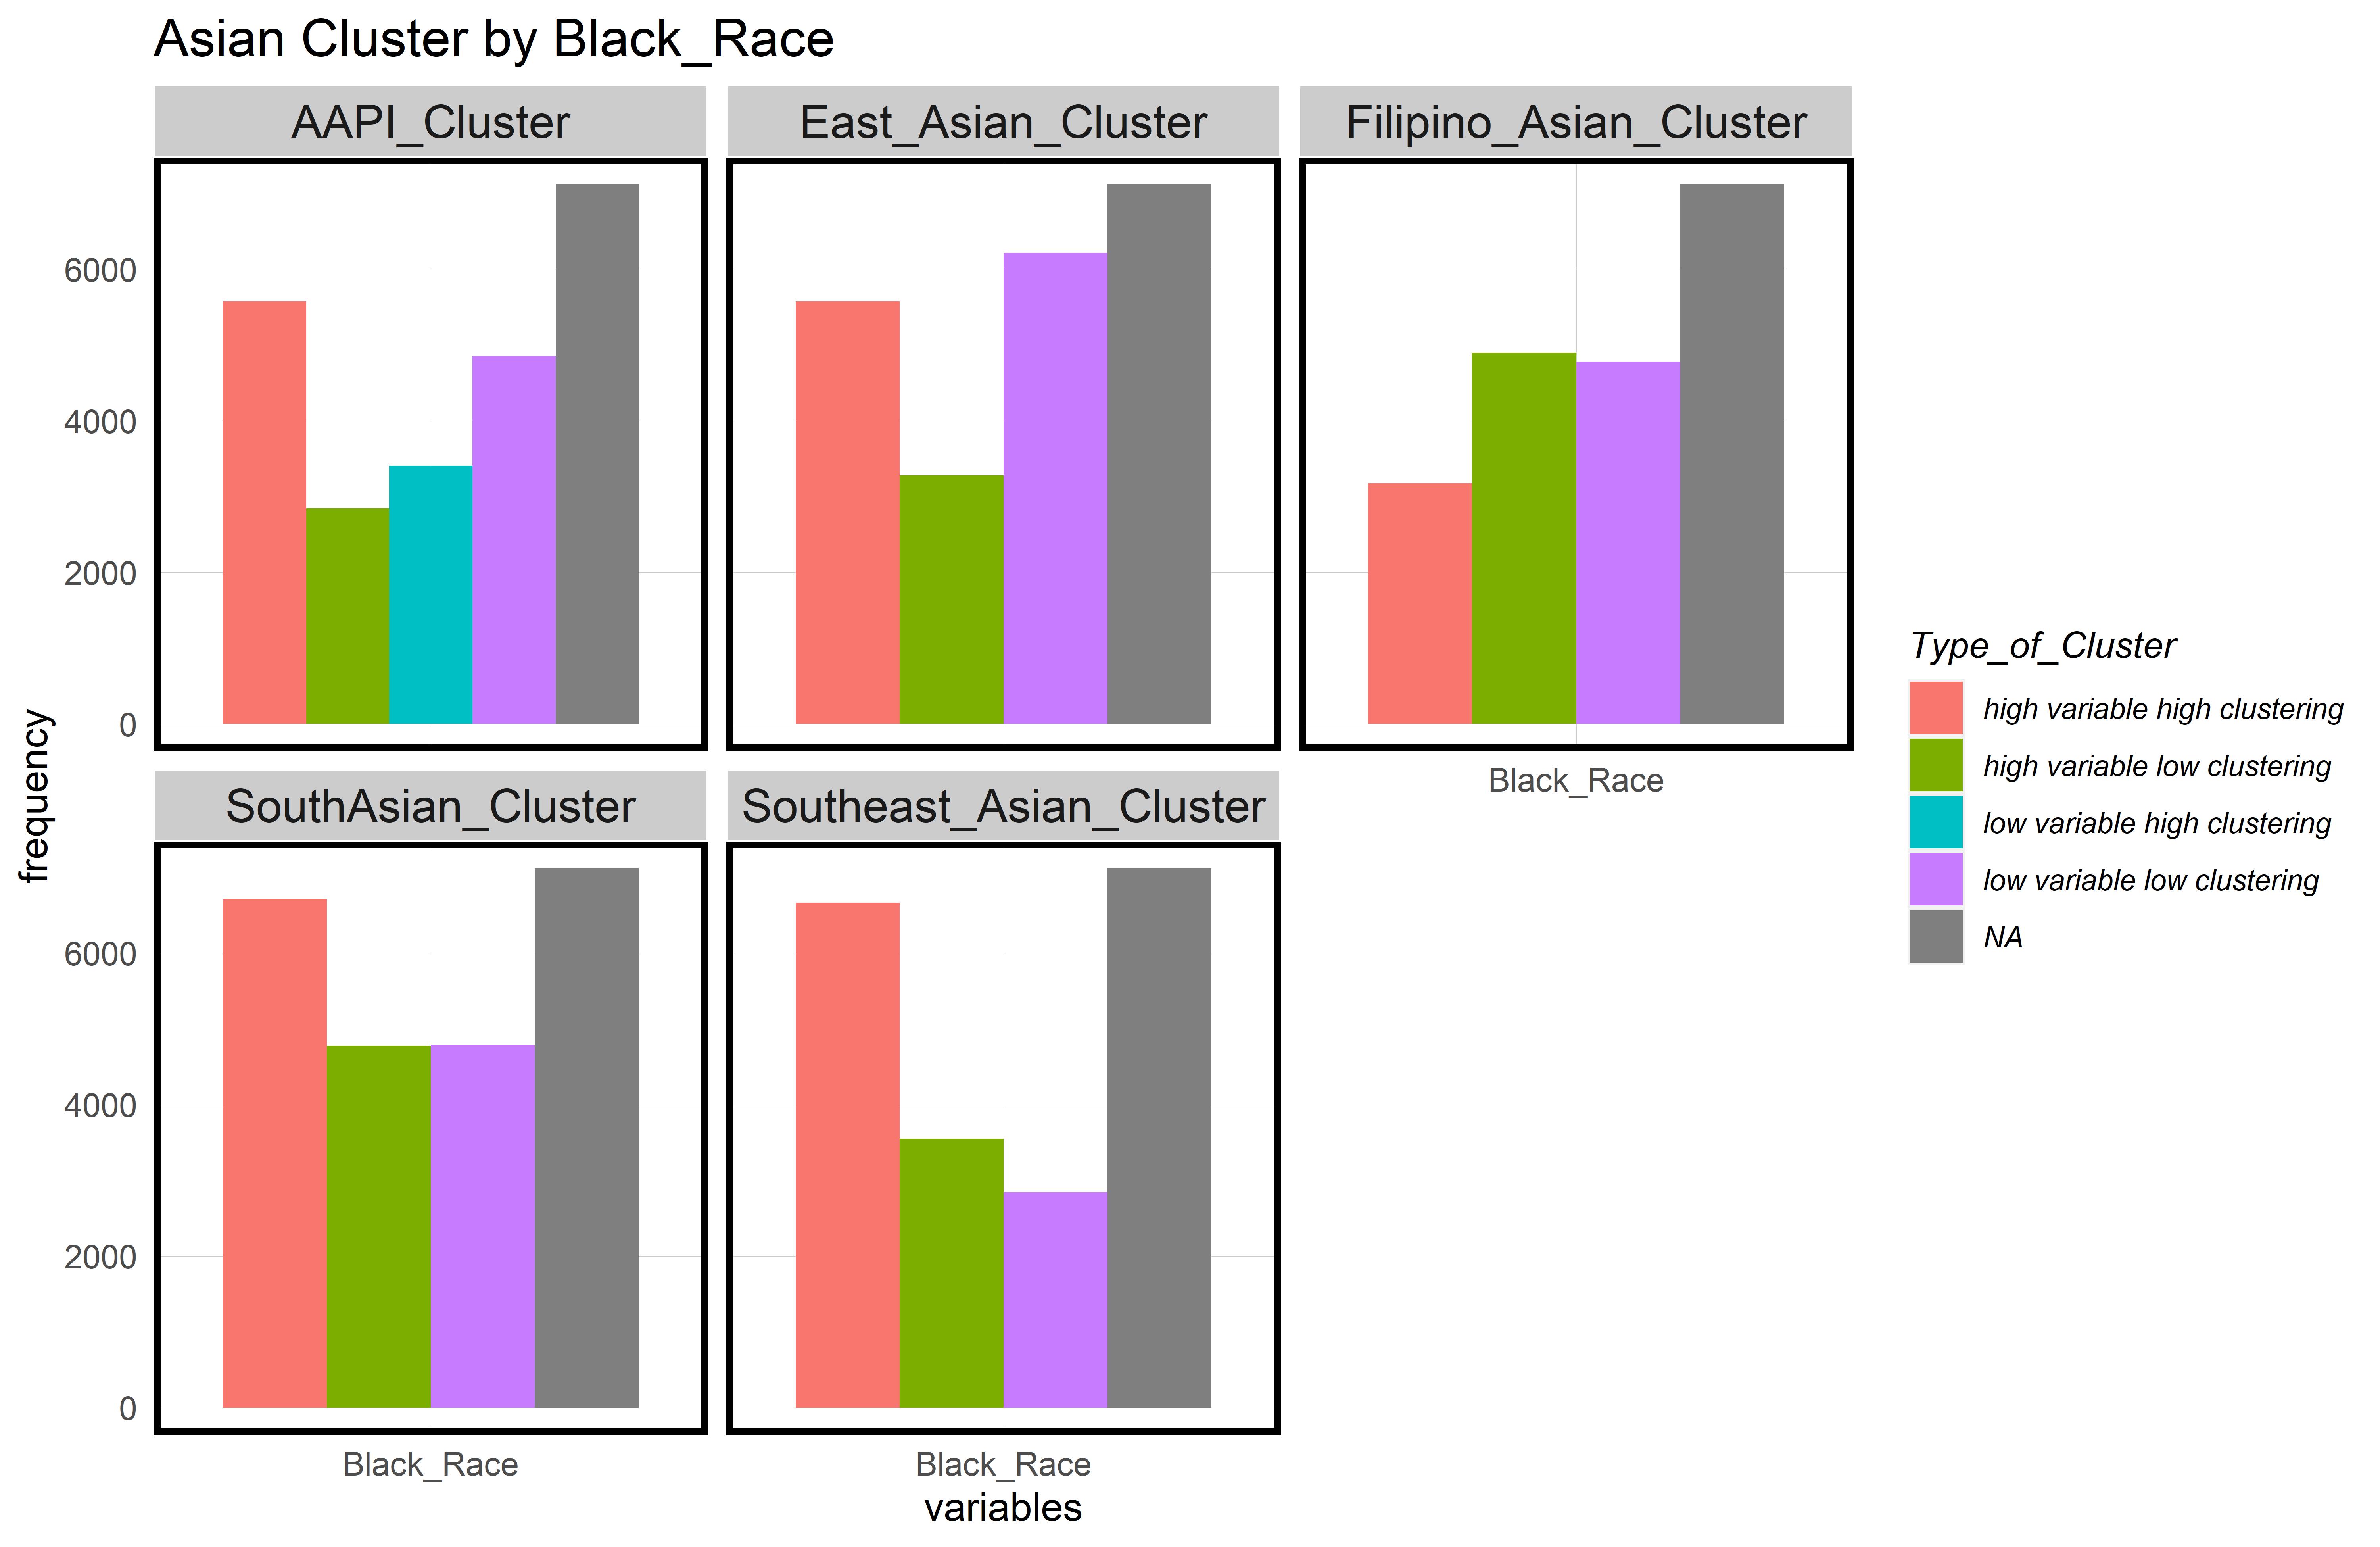 Asian Cluster by Black_Race
AAPI_Cluster
East_Asian_Cluster
Filipino_Asian_Cluster
6000
4000
2000
0
Black_Race
SouthAsian_Cluster
Southeast_Asian_Cluster
6000
4000
2000
0
Black_Race
Black_Race
variables
frequency
Type_of_Cluster
high variable high clustering
high variable low clustering
low variable high clustering
low variable low clustering
NA